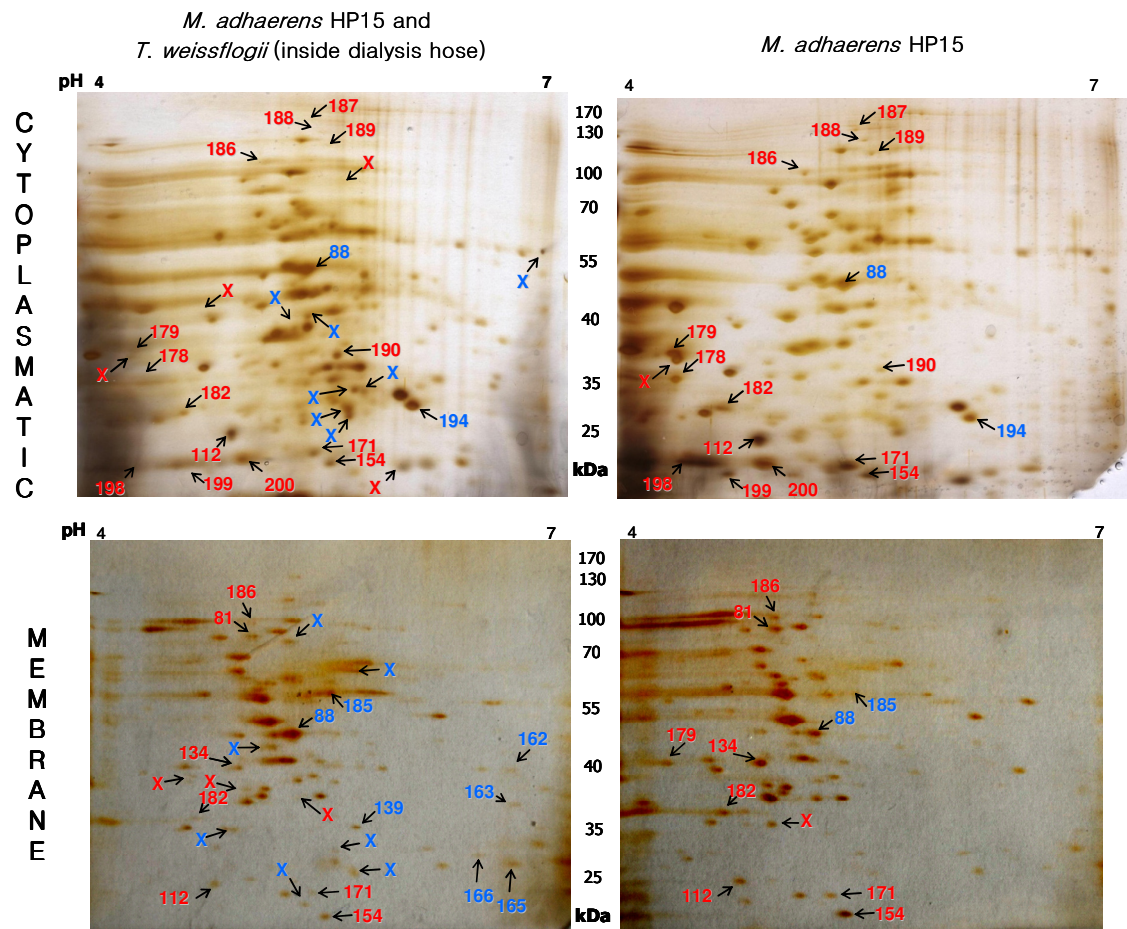 M. adhaerens HP15 and
T. weissflogii (inside dialysis hose)
M. adhaerens HP15
pH 4 7
4 7
CYTOPLASMATIC
170
130
100
70
55
40
35
25
kDa
187
188
189
186
X
88
X
X
X
X
179
178
X
190
X
X
182
X
194
X
112
171
154
X
198
199
200
187
188
189
186
88
179
178
X
190
182
194
112
171
154
198
199
200
pH 4 7
4 7
MEMBRANE
170
130
100
70
55
40
35
25
kDa
186
81
X
X
185
88
X
162
134
X
X
163
182
X
139
X
X
X
X
171
112
166
165
154
186
81
185
88
179
134
182
X
112
171
154